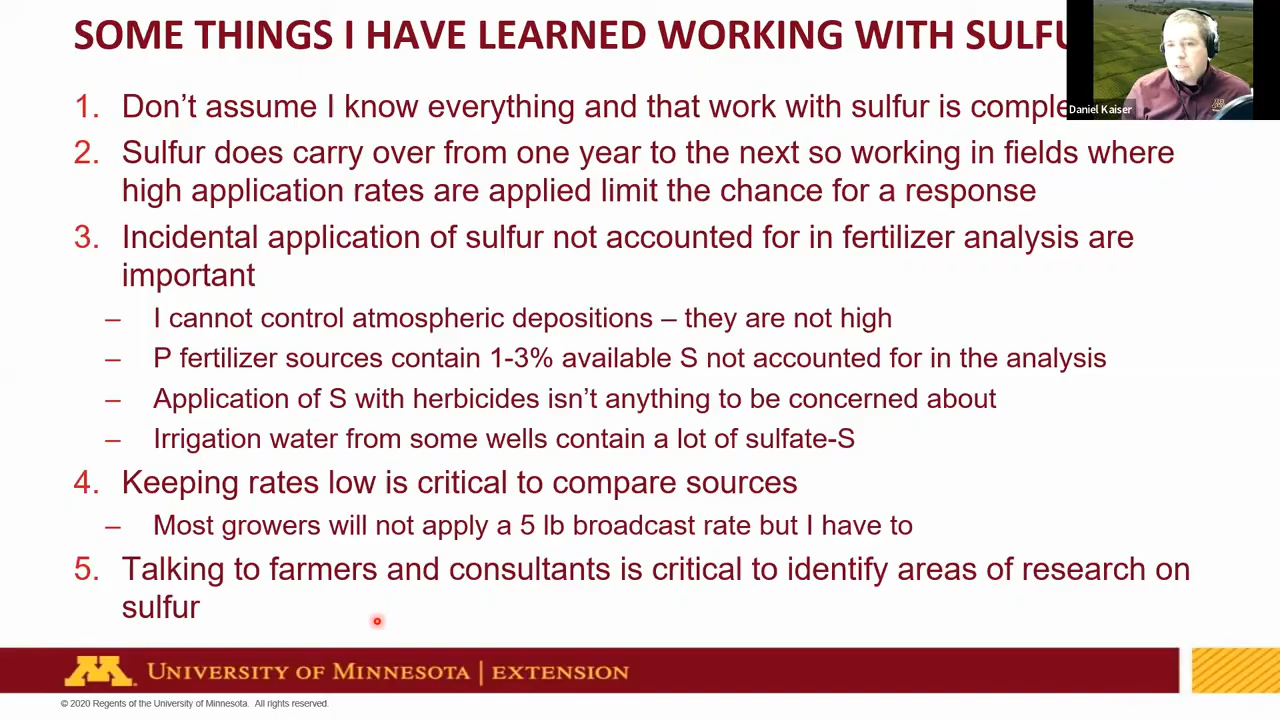 SOME THINGS I HAVE LEARNED WORKING WITH
Daniel Kaiser
1. Don't assume I know everything and that work with sulfur is
2. Sulfur does carry over from one year to the next so working in fields where
high application rates are applied limit the chance for a response
3. Incidental application of sulfur not accounted for in fertilizer analysis are
important
– I cannot control atmospheric depositions – they are not high
– P fertilizer sources contain 1-3% available S not accounted for in the analysis
– Application of S with herbicides isn't anything to be concerned about
– Irrigation water from some wells contain a lot of sulfate-S
4. Keeping rates low is critical to compare sources
– Most growers will not apply a 5 lb broadcast rate but I have to
5. Talking to farmers and consultants is critical to identify areas of research on
sulfur
M UNIVERSITY OF MINNESOTA | EXTENSION
© 2020 Regents of the University of Minnesota. All rights reserved.